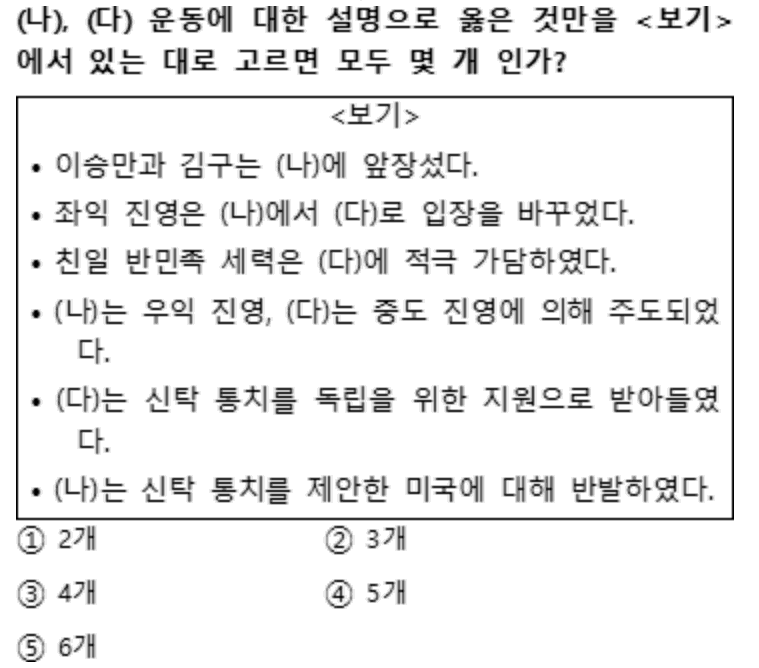 (나), (다) 운동에 대한 설명으로 옳은 것만을 <보기>
에서 있는 대로 고르면 모두 몇 개 인가?
<보기>
• 이승만과 김구는 (나)에 앞장섰다.
• 좌익 진영은 (나)에서 (다)로 입장을 바꾸었다.
• 친일 반민족 세력은 (다)에 적극 가담하였다.
• (나)는 우익 진영, (다)는 중도 진영에 의해 주도되었
다.
• (다)는 신탁 통치를 독립을 위한 지원으로 받아들였
다.
• (나)는 신탁 통치를 제안한 미국에 대해 반발하였다.
① 2개 ② 3개
③ 4개 ④ 5개
⑤ 6개